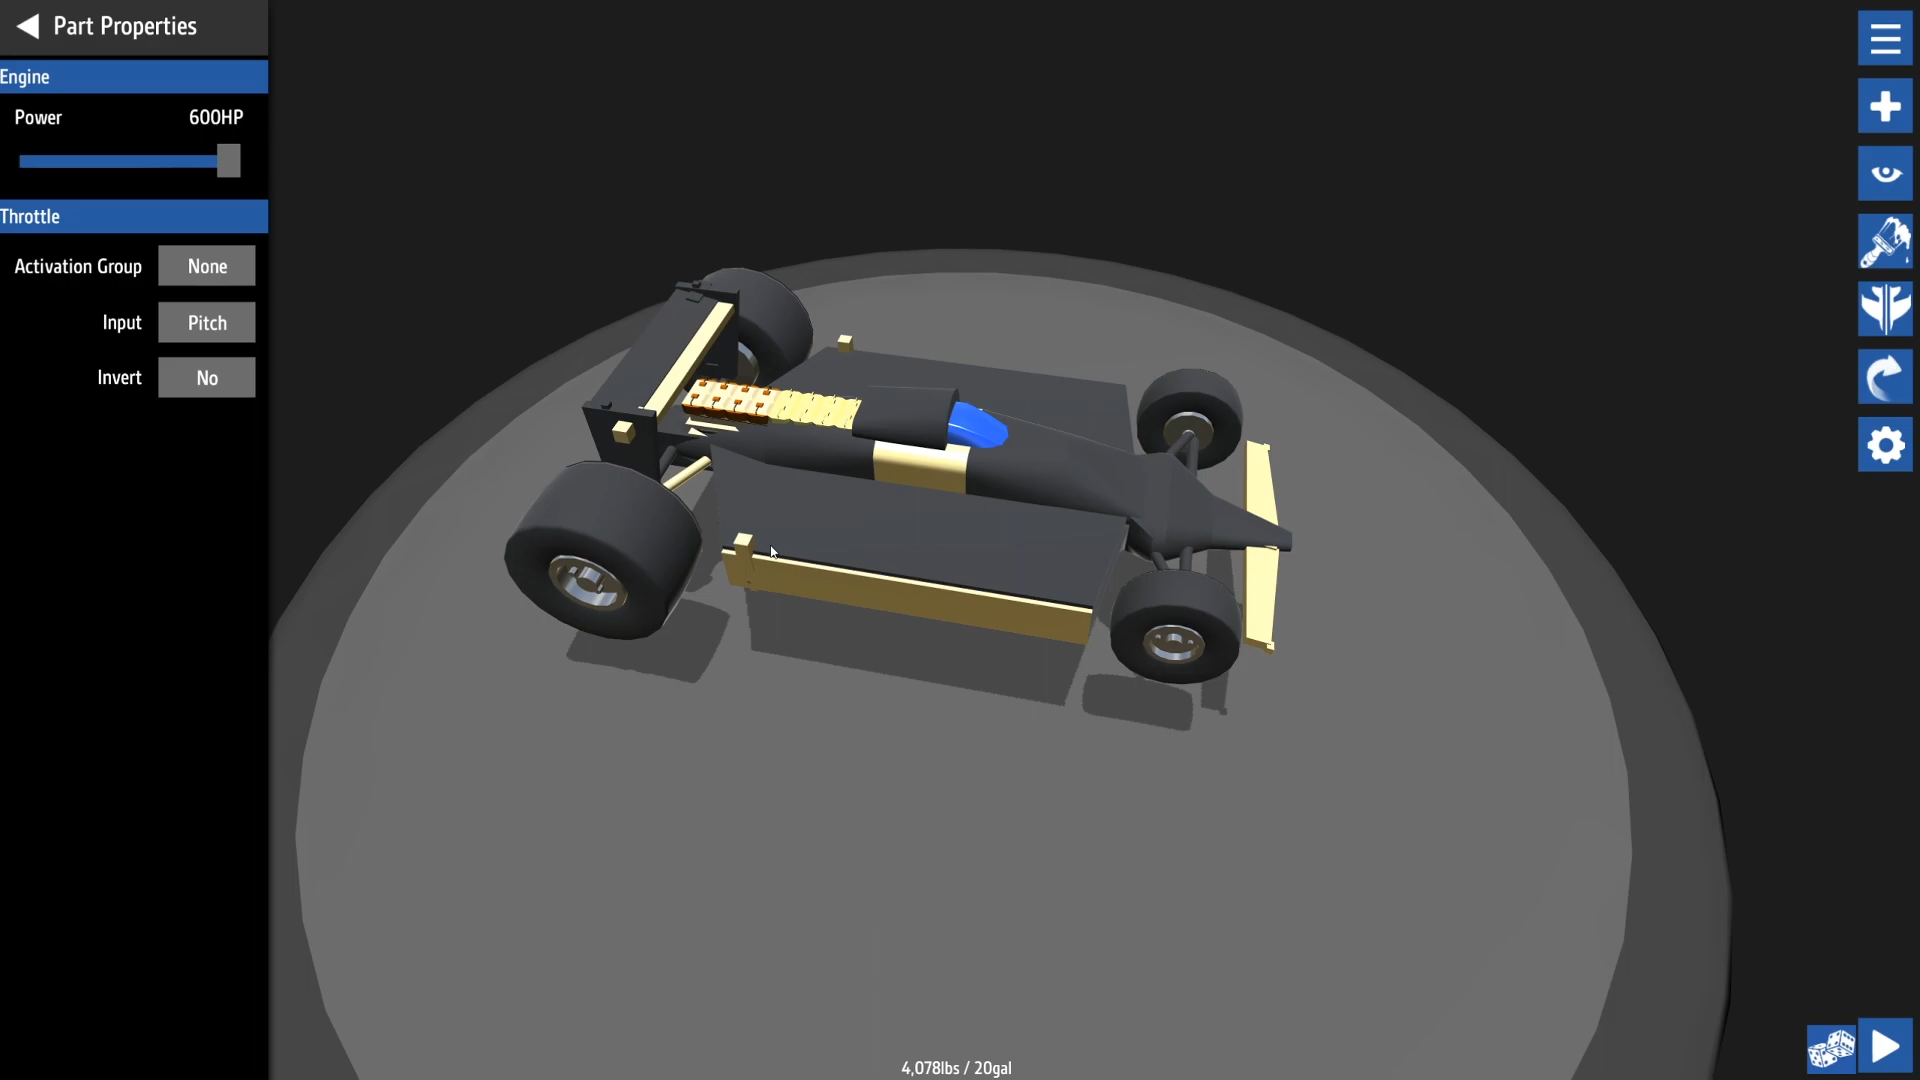 Part Properties
Engine
Power 600HP
Throttle
Activation Group None
Input Pitch
Invert No
4,078lbs / 20gal